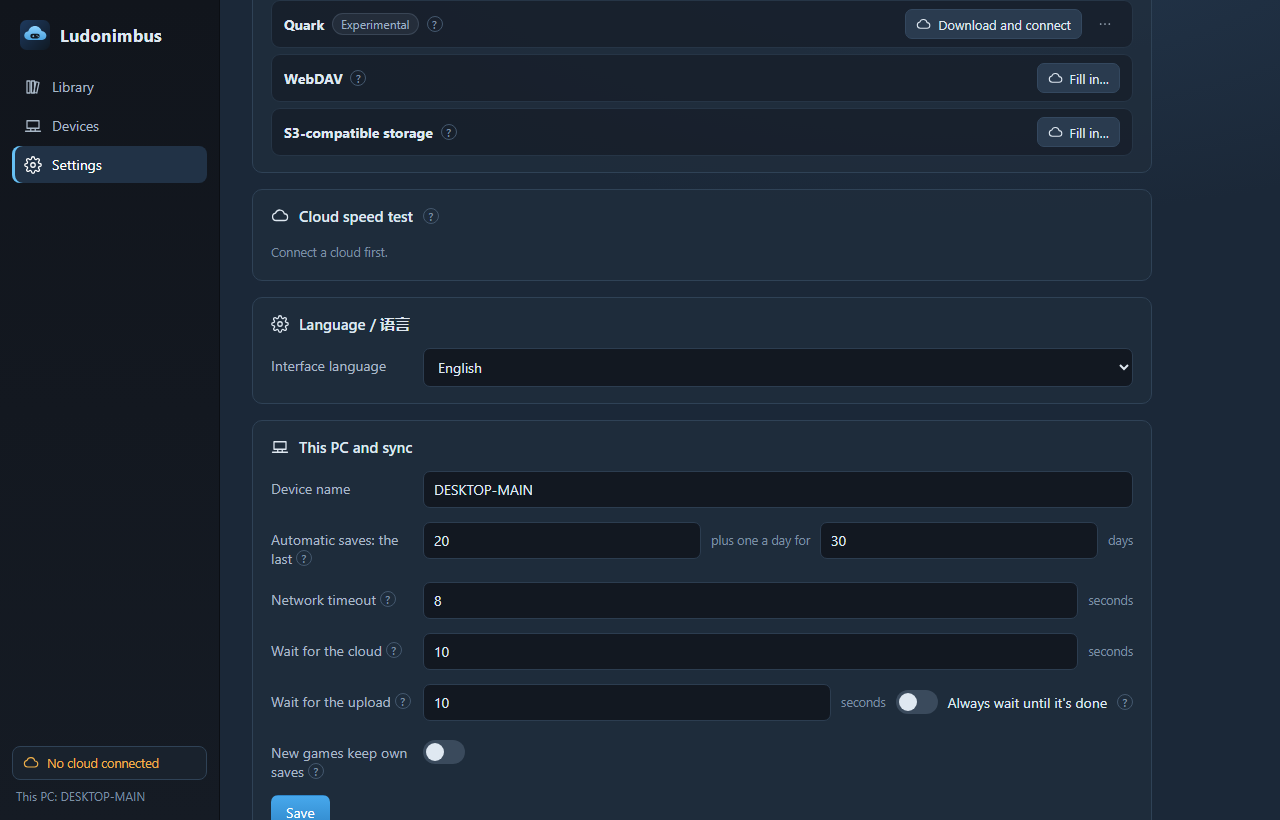 Ludonimbus
Library
Devices
Settings
No cloud connected
This PC: DESKTOP-MAIN
Quark Experimental ? Download and connect ...
WebDAV ? Fill in...
S3-compatible storage ? Fill in...
Cloud speed test ?
Connect a cloud first.
Language / 语言
Interface language English
This PC and sync
Device name DESKTOP-MAIN
Automatic saves: the last ? 20 plus one a day for 30 days
Network timeout ? 8 seconds
Wait for the cloud ? 10 seconds
Wait for the upload ? 10 seconds Always wait until it's done ?
New games keep own saves ?
Save